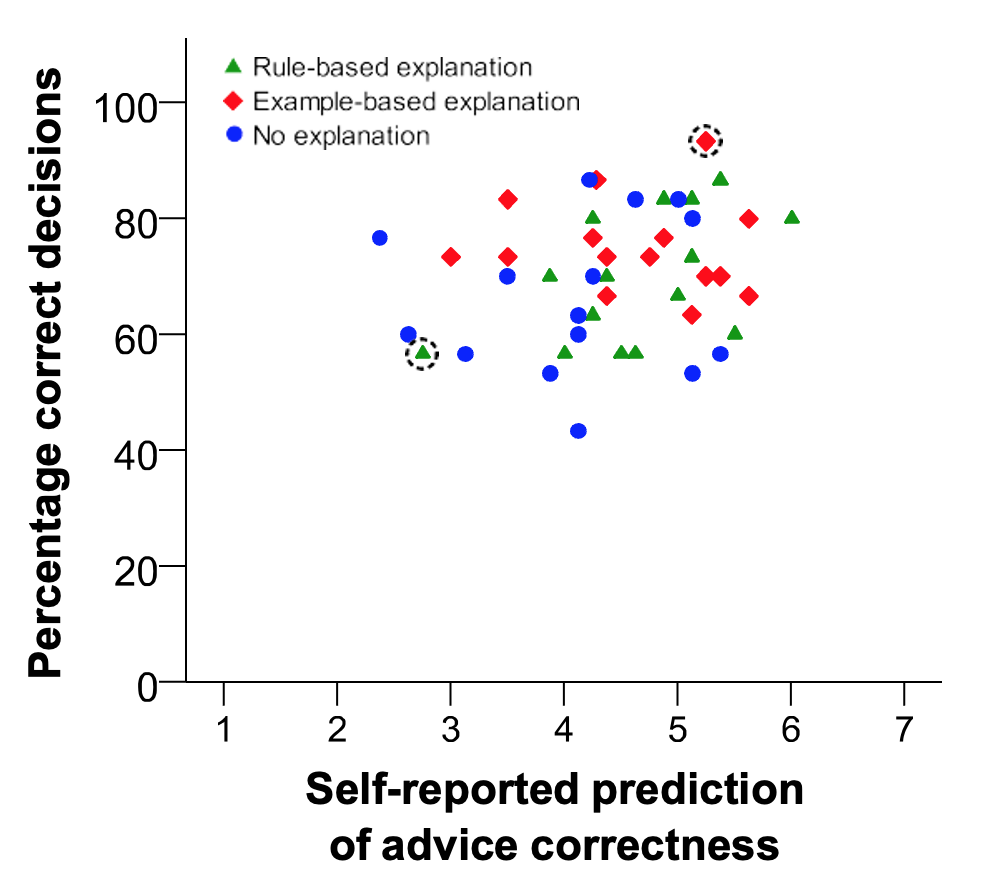 Rule-based explanation
Example-based explanation
No explanation
Percentage correct decisions
100
80
60
40
20
0
1 2 3 4 5 6 7
Self-reported prediction
of advice correctness